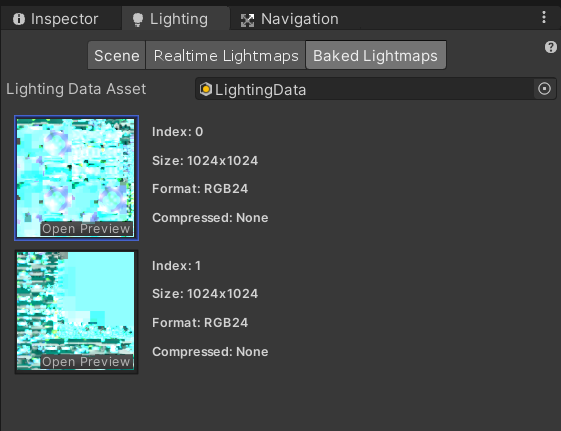 Inspector Lighting Navigation
Scene Realtime Lightmaps Baked Lightmaps
Lighting Data Asset LightingData
Index: 0
Size: 1024x1024
Format: RGB24
Compressed: None
Open Preview
Index: 1
Size: 1024x1024
Format: RGB24
Compressed: None
Open Preview